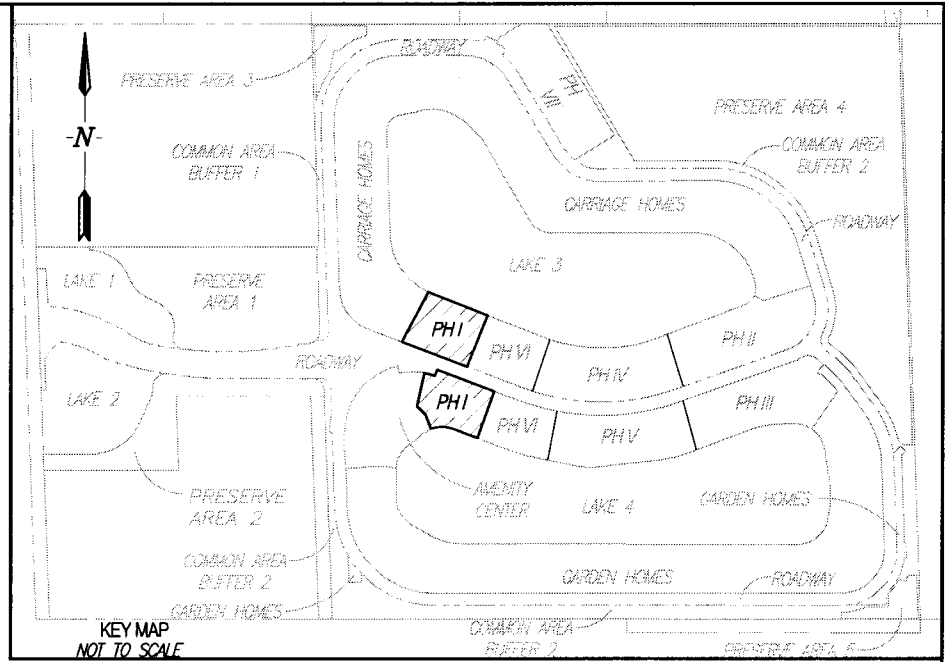 ROADWAY
PRESERVE AREA 3
PH
VII
PRESERVE AREA 4
-N-
COMMON AREA
BUFFER 1
COMMON AREA
BUFFER 2
CARRIAGE HOMES
CARRIAGE HOMES
ROADWAY
LAKE 3
LAKE 1
PRESERVE
AREA 1
PH I
PH II
PH VI
ROADWAY
PH IV
LAKE 2
PH I
PH III
PH VI
PH V
PRESERVE
AREA 2
AMENITY
CENTER
LAKE 4
GARDEN HOMES
COMMON AREA
BUFFER 2
GARDEN HOMES
ROADWAY
GARDEN HOMES
KEY MAP
NOT TO SCALE
COMMON AREA
BUFFER 2
PRESERVE AREA 5